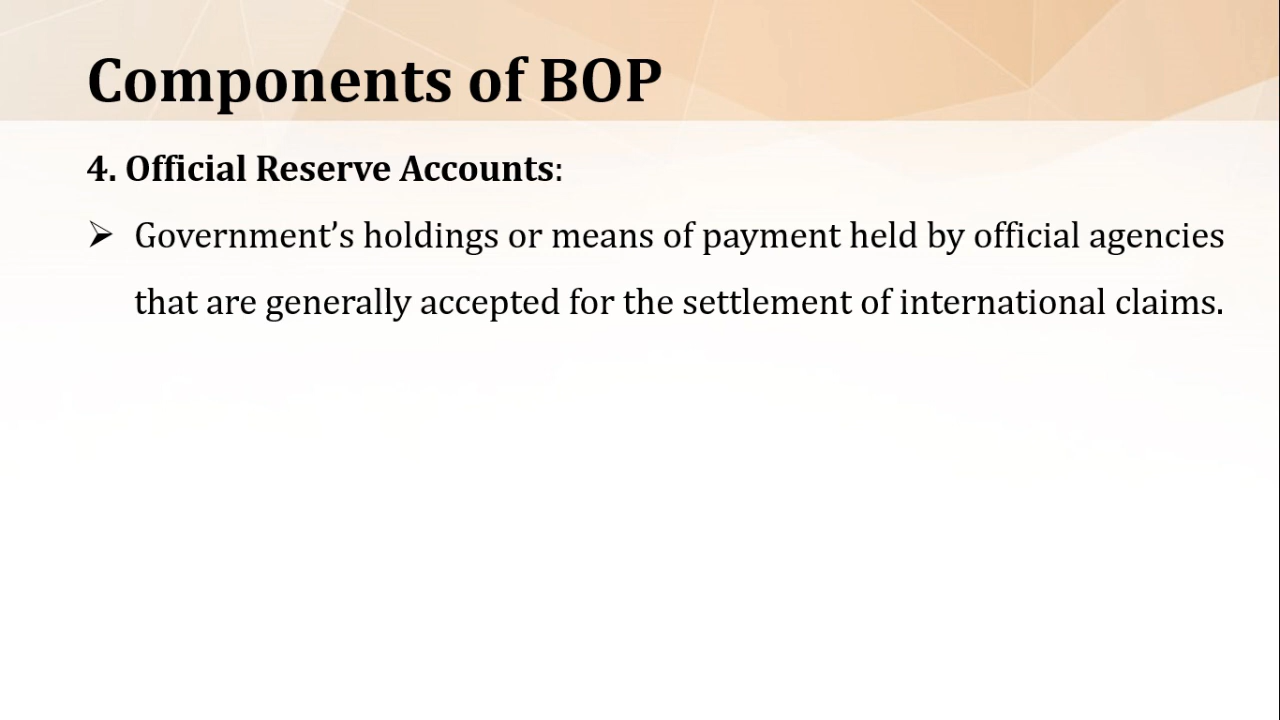 Components of BOP
4. Official Reserve Accounts:
➢ Government’s holdings or means of payment held by official agencies
that are generally accepted for the settlement of international claims.